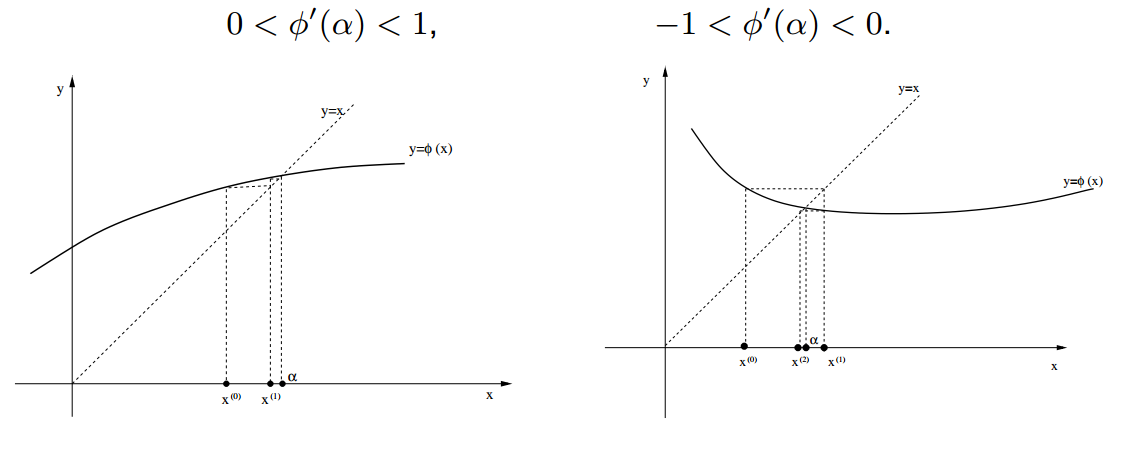 0 < ϕ′(α) < 1,
y
y=x
y=ϕ (x)
α
x⁽⁰⁾ x⁽¹⁾
x
−1 < ϕ′(α) < 0.
y
y=x
y=ϕ (x)
α
x⁽⁰⁾ x⁽²⁾ x⁽¹⁾
x